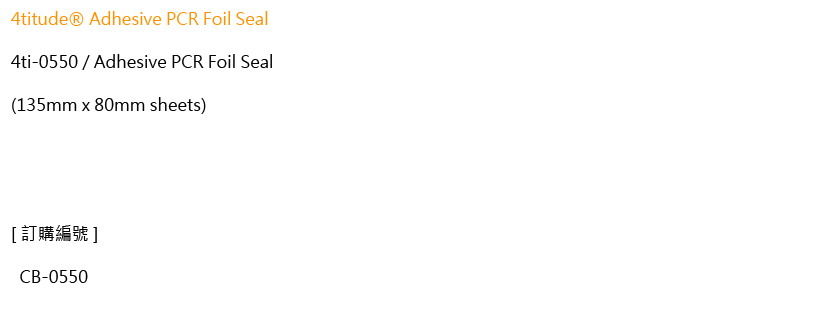 4titude® Adhesive PCR Foil Seal
4ti-0550 / Adhesive PCR Foil Seal
(135mm x 80mm sheets)
[ 訂購編號 ]
CB-0550